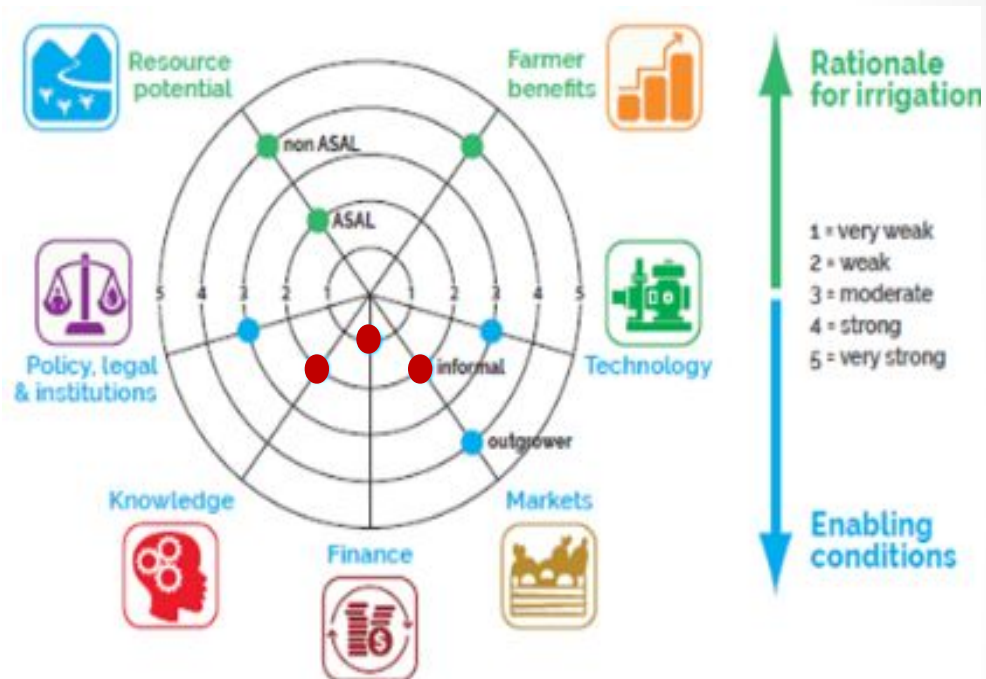 Resource
potential
Farmer
benefits
Rationale
for irrigation
non ASAL
ASAL
5 4 3 2 1 1 2 3 4 5
1 = very weak
2 = weak
3 = moderate
4 = strong
5 = very strong
Policy, legal
& institutions
informal
Technology
outgrower
Knowledge
Markets
Finance
$
Enabling
conditions